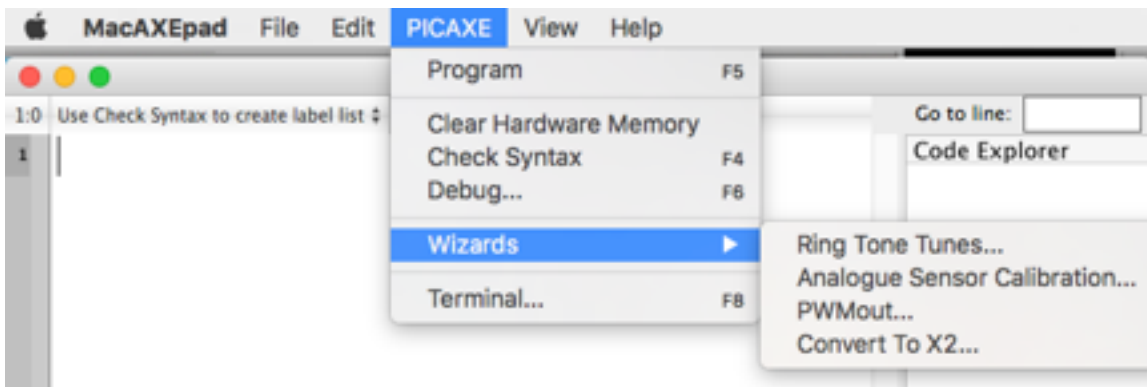 MacAXEpad File Edit PICAXE View Help
Program F5
1:0 Use Check Syntax to create label list Go to line:
Clear Hardware Memory
1 Code Explorer
Check Syntax F4
Debug... F6
Wizards
Ring Tone Tunes...
Analogue Sensor Calibration...
PWMout...
Convert To X2...
Terminal... F8